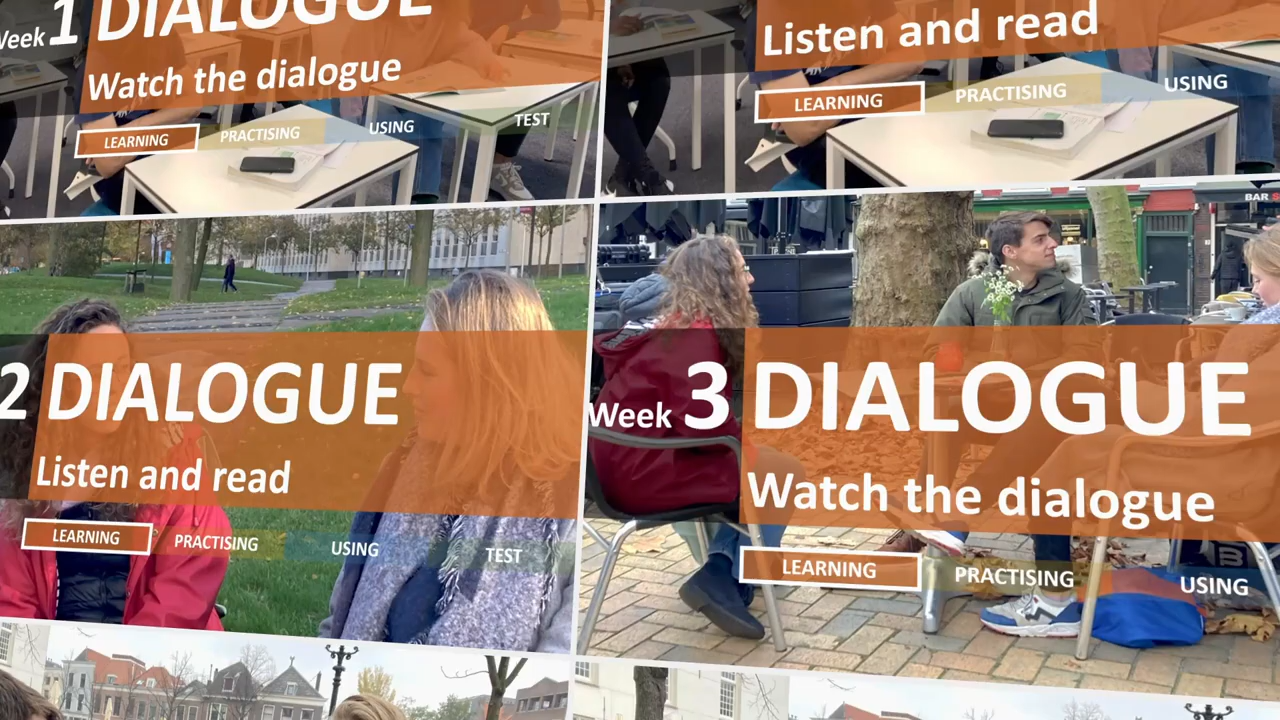 Week 1 DIALOGUE
Watch the dialogue
LEARNING PRACTISING USING TEST
Listen and read
LEARNING PRACTISING USING
BAR
2 DIALOGUE
Listen and read
LEARNING PRACTISING USING TEST
Week 3 DIALOGUE
Watch the dialogue
LEARNING PRACTISING USING